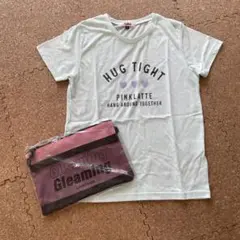 HUG TIGHT
PINKLATTE
HANG AROUND TOGETHER
Gleaming